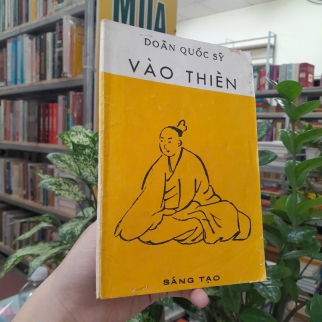 MUA
DOÃN QUỐC SỸ
VÀO THIỀN
SÁNG TẠO